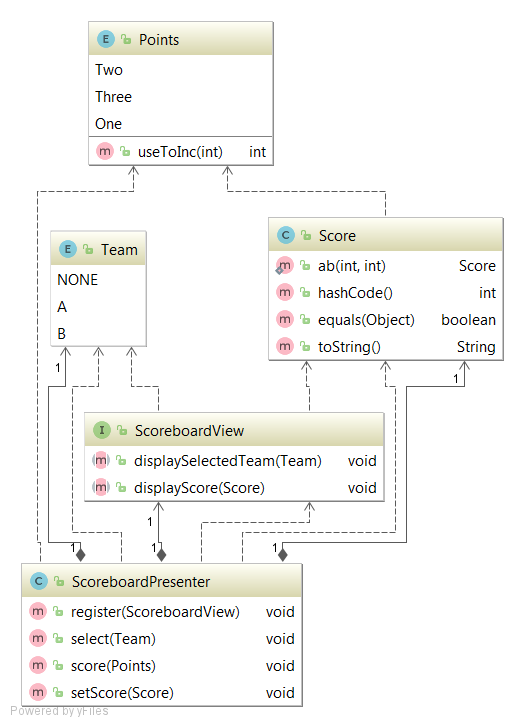 E Points
Two
Three
One
m useToInc(int) int
E Team
NONE
A
B
C Score
m ab(int, int) Score
m hashCode() int
m equals(Object) boolean
m toString() String
1
1
I ScoreboardView
m displaySelectedTeam(Team) void
m displayScore(Score) void
1
1
1
1
C ScoreboardPresenter
m register(ScoreboardView) void
m select(Team) void
m score(Points) void
m setScore(Score) void
Powered by yFiles